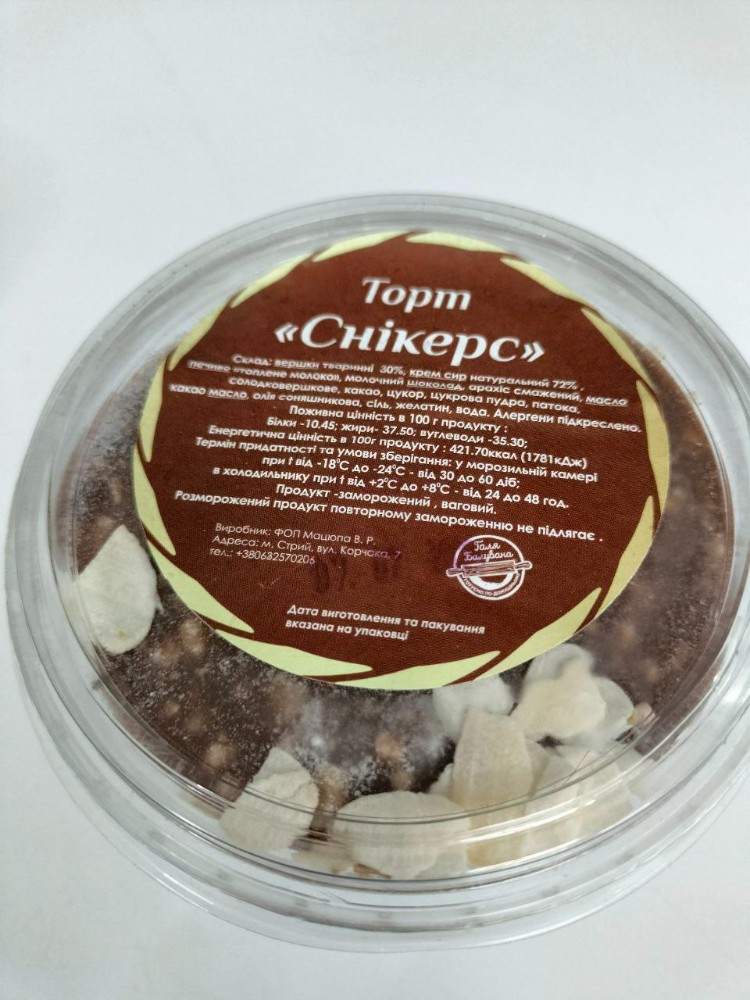 Торт
«Снікерс»
Склад: вершки тваринні 30%, крем сир натуральний 72% ,
печиво «топлене молоко», молочний шоколад, арахіс смажений, масло
солодковершкове, какао, цукор, цукрова пудра, патока,
какао масло, олія соняшникова, сіль, желатин, вода. Алергени підкреслено.
Поживна цінність в 100 г продукту :
Білки -10.45; жири- 37.50; вуглеводи -35.30;
Енергетична цінність в 100г продукту : 421.70ккал (1781кДж)
Термін придатності та умови зберігання: у морозильній камері
при t від -18°C до -24°C - від 30 до 60 діб;
в холодильнику при t від +2°C до +8°C - від 24 до 48 год.
Продукт -заморожений , ваговий.
Розморожений продукт повторному замороженню не підлягає .
Виробник: ФОП Мацюпа В. Р.
Адреса: м. Стрий, вул. Корчака, 7
тел.: +380632570206
Галя
Балувана
Дата виготовлення та пакування
вказана на упаковці